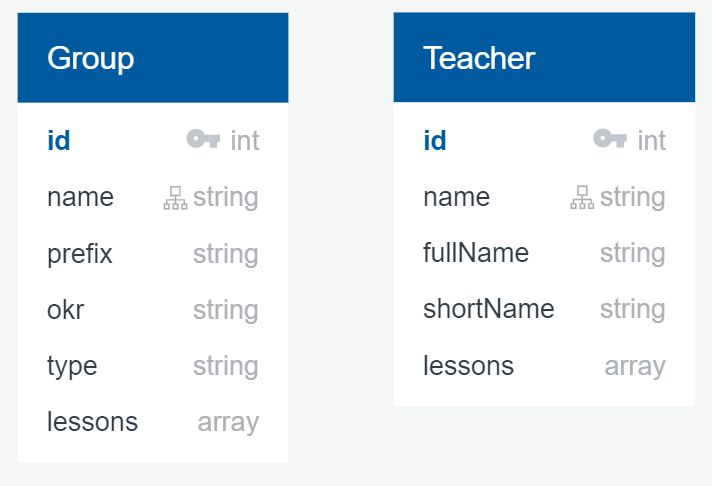 Group
id int
name string
prefix string
okr string
type string
lessons array
Teacher
id int
name string
fullName string
shortName string
lessons array